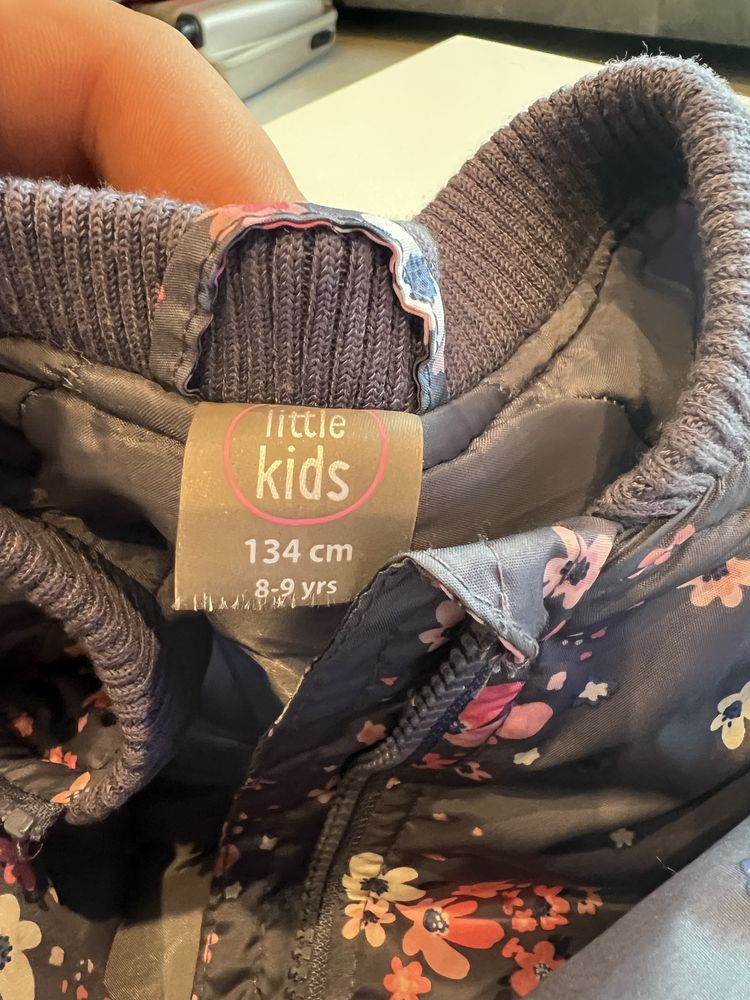 little
kids
134 cm
8-9 yrs